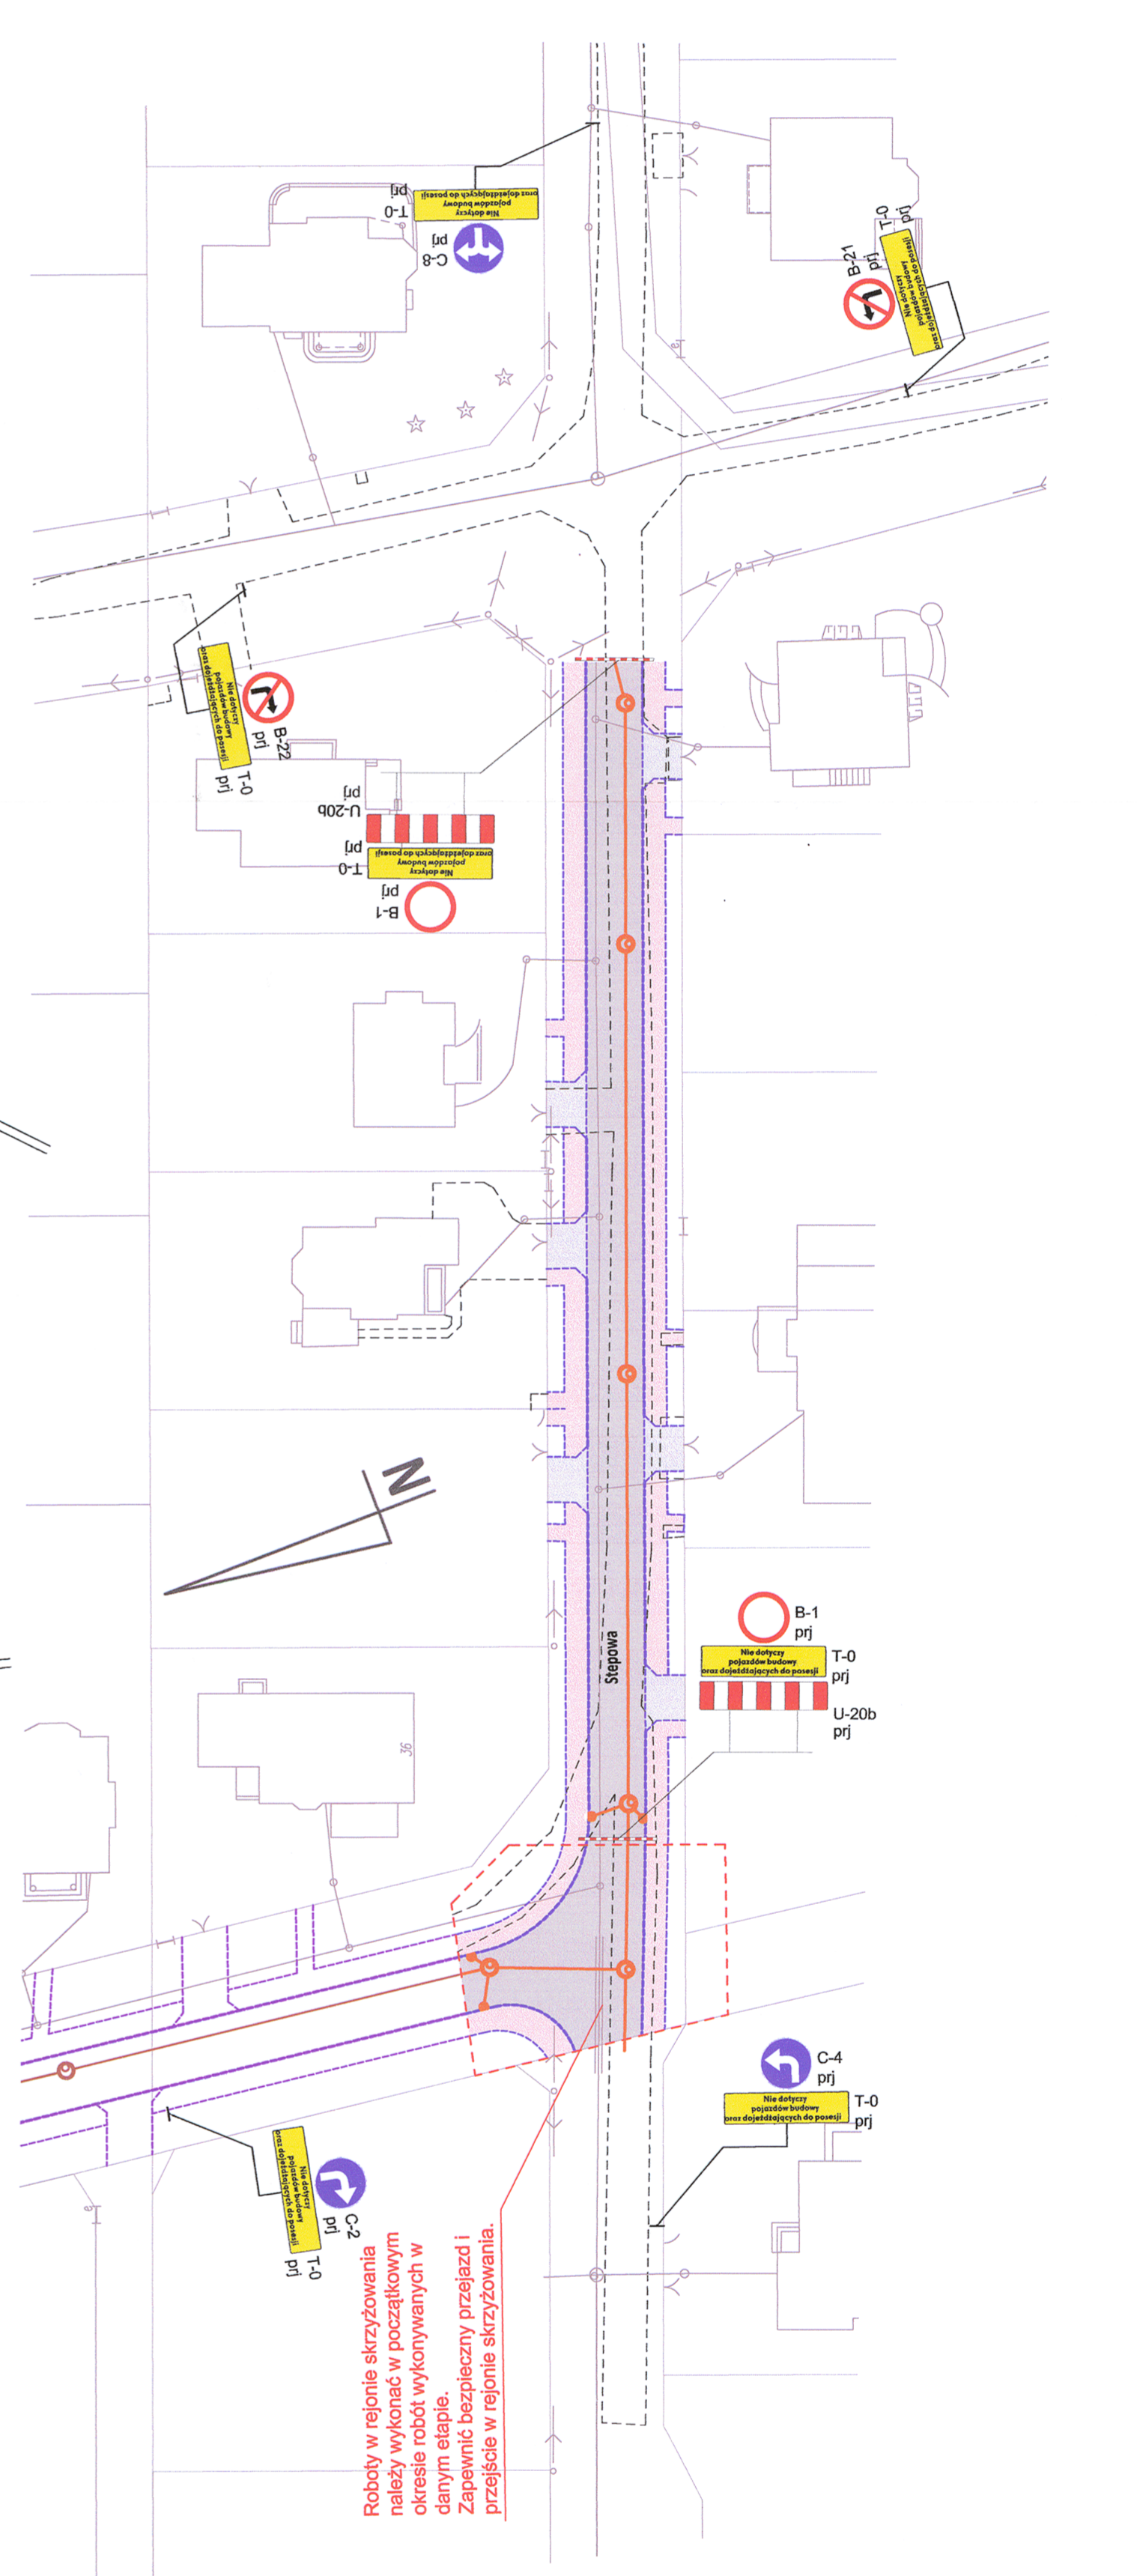 T-0
prj
Nie dotyczy
pojazdów budowy
oraz dojeżdżających do posesji
C-8
prj
T-0
prj
Nie dotyczy
pojazdów budowy
oraz dojeżdżających do posesji
B-21
prj
e
Nie dotyczy
pojazdów budowy
oraz dojeżdżających do posesji
B-22
prj
T-0
prj
U-20b
prj
T-0
prj
Nie dotyczy
pojazdów budowy
oraz dojeżdżających do posesji
B-1
prj
N
B-1
prj
Nie dotyczy
pojazdów budowy
oraz dojeżdżających do posesji
T-0
prj
U-20b
prj
Stepowa
36
C-4
prj
Nie dotyczy
pojazdów budowy
oraz dojeżdżających do posesji
T-0
prj
Nie dotyczy
pojazdów budowy
oraz dojeżdżających do posesji
C-2
prj
T-0
prj
e
Roboty w rejonie skrzyżowania
należy wykonać w początkowym
okresie robót wykonywanych w
danym etapie.
Zapewnić bezpieczny przejazd i
przejście w rejonie skrzyżowania.